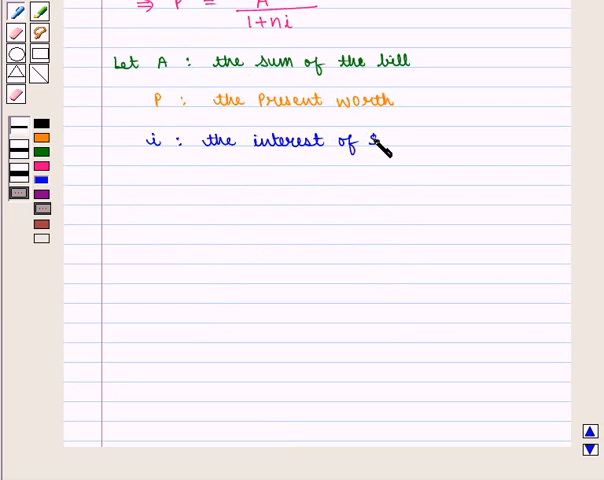 ⇒ P = A
1+ni
Let A : the sum of the bill
P : the Present worth
i : the interest of $